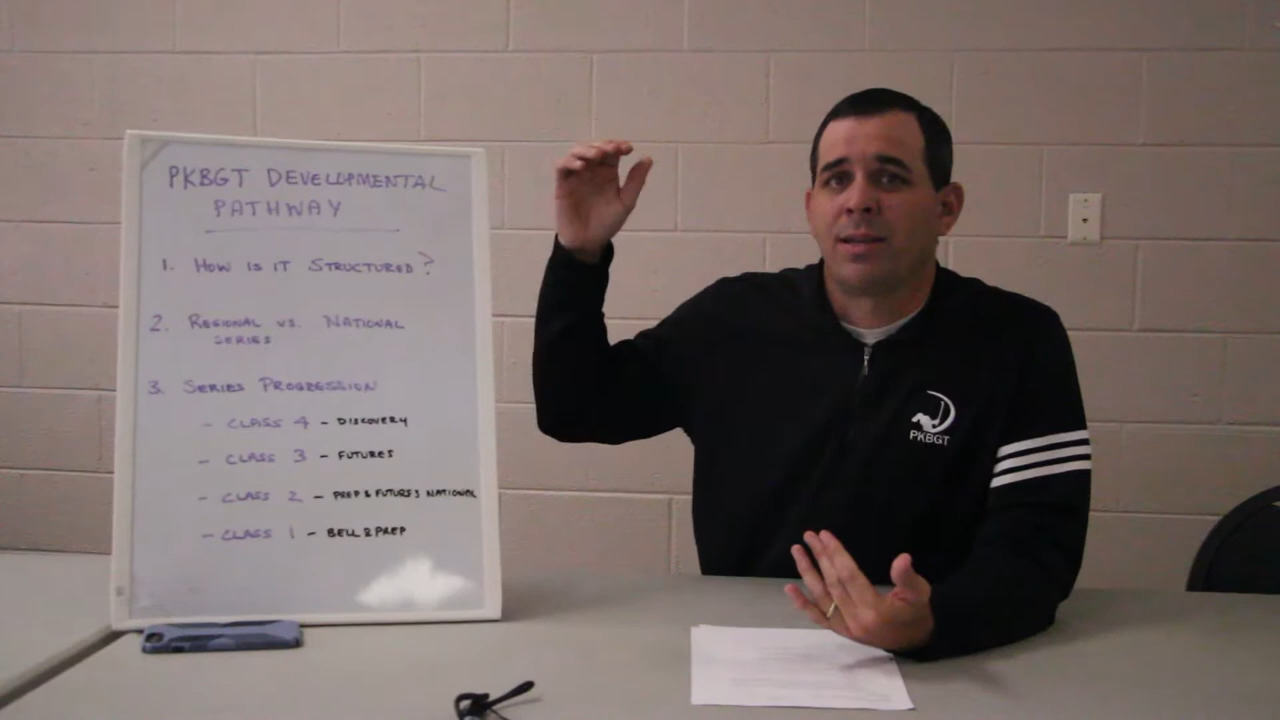 PKBGT DEVELOPMENTAL
PATHWAY
1. HOW IS IT STRUCTURED?
2. REGIONAL VS. NATIONAL
SERIES
3. SERIES PROGRESSION
- CLASS 4 - DISCOVERY
- CLASS 3 - FUTURES
- CLASS 2 - PREP & FUTURES NATIONAL
- CLASS 1 - BELL & PREP
PKBGT